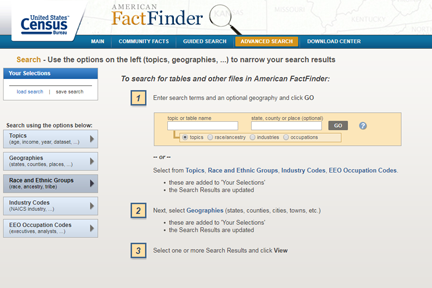 United States™
Census
Bureau
AMERICAN
FactFinder
MAIN COMMUNITY FACTS GUIDED SEARCH ADVANCED SEARCH DOWNLOAD CENTER
Search - Use the options on the left (topics, geographies, ...) to narrow your search results
Your Selections
load search | save search
Search using the options below:
Topics
(age, income, year, dataset, ...)
Geographies
(states, counties, places, ...)
Race and Ethnic Groups
(race, ancestry, tribe)
Industry Codes
(NAICS industry, ...)
EEO Occupation Codes
(executives, analysts, ...)
To search for tables and other files in American FactFinder:
1 Enter search terms and an optional geography and click GO
topic or table name state, county or place (optional)
GO ?
topics race/ancestry industries occupations
-- or --
Select from Topics, Race and Ethnic Groups, Industry Codes, EEO Occupation Codes.
• these are added to 'Your Selections'
• the Search Results are updated
2 Next, select Geographies (states, counties, cities, towns, etc.)
• these are added to 'Your Selections'
• the Search Results are updated
3 Select one or more Search Results and click View